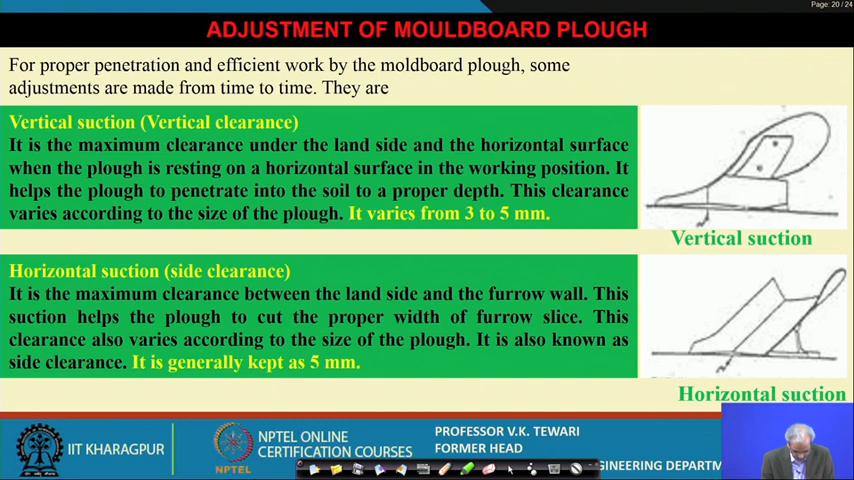 Page: 20 / 24
ADJUSTMENT OF MOULDBOARD PLOUGH
For proper penetration and efficient work by the moldboard plough, some
adjustments are made from time to time. They are
Vertical suction (Vertical clearance)
It is the maximum clearance under the land side and the horizontal surface
when the plough is resting on a horizontal surface in the working position. It
helps the plough to penetrate into the soil to a proper depth. This clearance
varies according to the size of the plough. It varies from 3 to 5 mm.
Vertical suction
Horizontal suction (side clearance)
It is the maximum clearance between the land side and the furrow wall. This
suction helps the plough to cut the proper width of furrow slice. This
clearance also varies according to the size of the plough. It is also known as
side clearance. It is generally kept as 5 mm.
Horizontal suction
IIT KHARAGPUR
NPTEL
NPTEL ONLINE
CERTIFICATION COURSES
PROFESSOR V.K. TEWARI
FORMER HEAD
NGINEERING DEPARTM